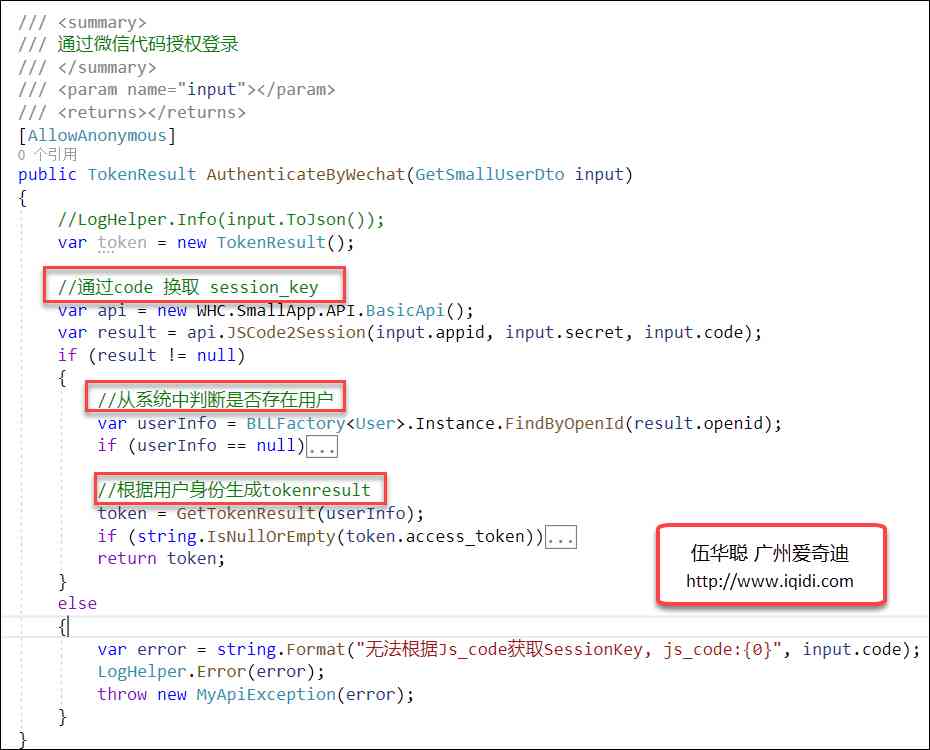 /// <summary>
/// 通过微信代码授权登录
/// </summary>
/// <param name="input"></param>
/// <returns></returns>
[AllowAnonymous]
0 个引用
public TokenResult AuthenticateByWechat(GetSmallUserDto input)
{
//LogHelper.Info(input.ToJson());
var token = new TokenResult();
//通过code 换取 session_key
var api = new WHC.SmallApp.API.BasicApi();
var result = api.JSCode2Session(input.appid, input.secret, input.code);
if (result != null)
{
//从系统中判断是否存在用户
var userInfo = BLLFactory<User>.Instance.FindByOpenId(result.openid);
if (userInfo == null)...
//根据用户身份生成tokenresult
token = GetTokenResult(userInfo);
if (string.IsNullOrEmpty(token.access_token))...
return token;
}
else
{
var error = string.Format("无法根据Js_code获取SessionKey, js_code:{0}", input.code);
LogHelper.Error(error);
throw new MyApiException(error);
}
}
伍华聪 广州爱奇迪
http://www.iqidi.com